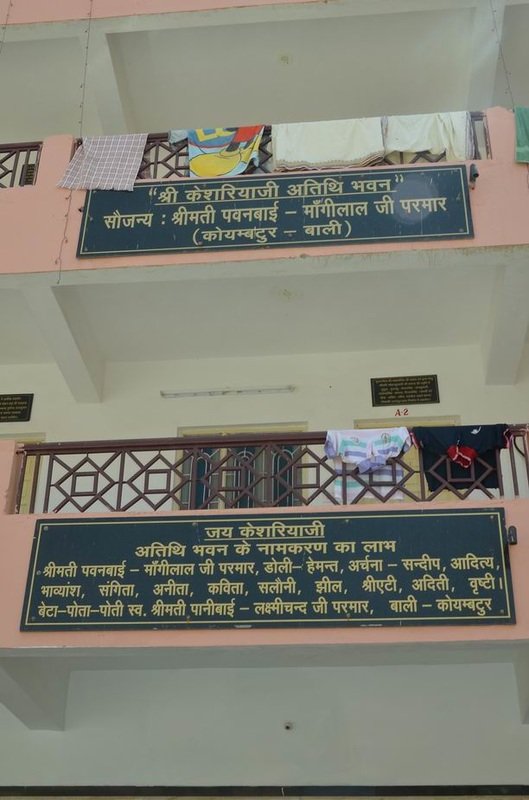 "श्री केशरियाजी अतिथि भवन"
सौजन्य : श्रीमती पवनबाई – माँगीलाल जी परमार
(कोयम्बटुर – बाली)
A-2
जय केशरियाजी
अतिथि भवन के नामकरण का लाभ
श्रीमती पवनबाई – माँगीलाल जी परमार, डोली – हेमन्त, अर्चना – सन्दीप, आदित्य,
भाव्यांश, संगिता, अनीता, कविता, सलौनी, झील, श्रीएटी, अदिती, वृष्टी।
बेटा-पोता-पोती स्व. श्रीमती पानीबाई – लक्ष्मीचन्द जी परमार, बाली – कोयम्बटुर